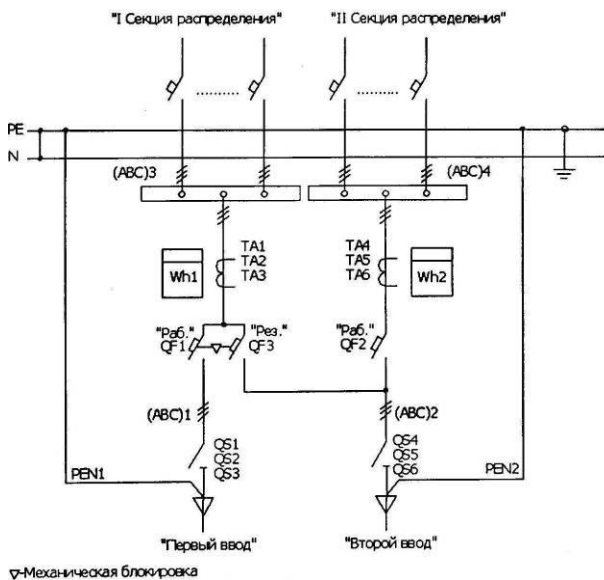 "I Секция распределения" "II Секция распределения"
PE
N
(ABC)3 (ABC)4
TA1
TA2
TA3
Wh1
TA4
TA5
TA6
Wh2
"Раб." "Рез." "Раб."
QF1 QF3 QF2
(ABC)1 (ABC)2
QS1
QS2
QS3
QS4
QS5
QS6
PEN1 PEN2
"Первый ввод" "Второй ввод"
-Механическая блокировка